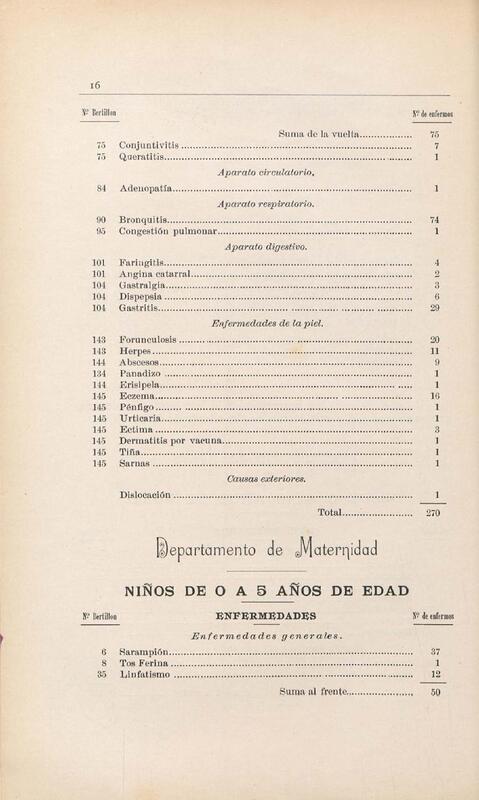 16
Nº Bertillon Nº de enfermos
Suma de la vuelta 75
75 Conjuntivitis 7
75 Queratitis 1
Aparato circulatorio,
84 Adenopatía 1
Aparato respiratorio.
90 Bronquitis 74
95 Congestión pulmonar 1
Aparato digestivo.
101 Faringitis 4
101 Angina catarral 2
104 Gastralgia 3
104 Dispepsia 6
104 Gastritis 29
Enfermedades de la piel.
143 Forunculosis 20
143 Herpes 11
144 Abscesos 9
134 Panadizo 1
144 Erisipela 1
145 Eczema 16
145 Pénfigo 1
145 Urticaria 1
145 Ectima 3
145 Dermatitis por vacuna 1
145 Tiña 1
145 Sarnas 1
Causas exteriores.
Dislocación 1
Total 270
Departamento de Maternidad
NIÑOS DE 0 A 5 AÑOS DE EDAD
Nº Bertillon ENFERMEDADES Nº de enfermos
Enfermedades generales.
6 Sarampión 37
8 Tos Ferina 1
35 Linfatismo 12
Suma al frente 50